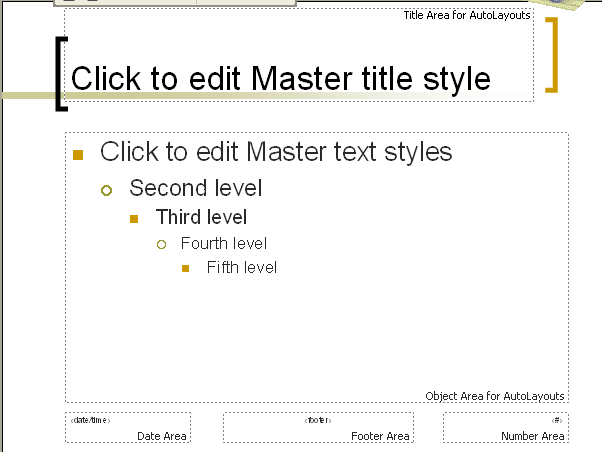 Title Area for AutoLayouts
Click to edit Master title style
Click to edit Master text styles
Second level
Third level
Fourth level
Fifth level
Object Area for AutoLayouts
‹date/time›
Date Area
‹footer›
Footer Area
‹#›
Number Area